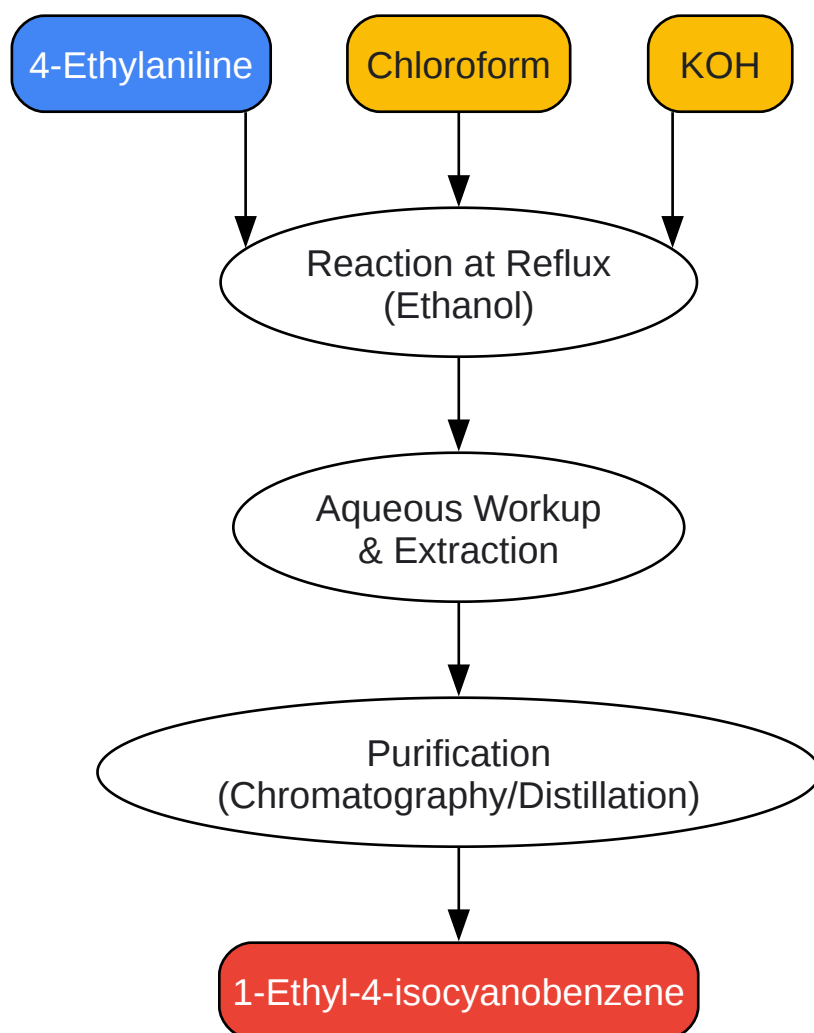 4-Ethylaniline
Chloroform
KOH
Reaction at Reflux
(Ethanol)
Aqueous Workup
& Extraction
Purification
(Chromatography/Distillation)
1-Ethyl-4-isocyanobenzene